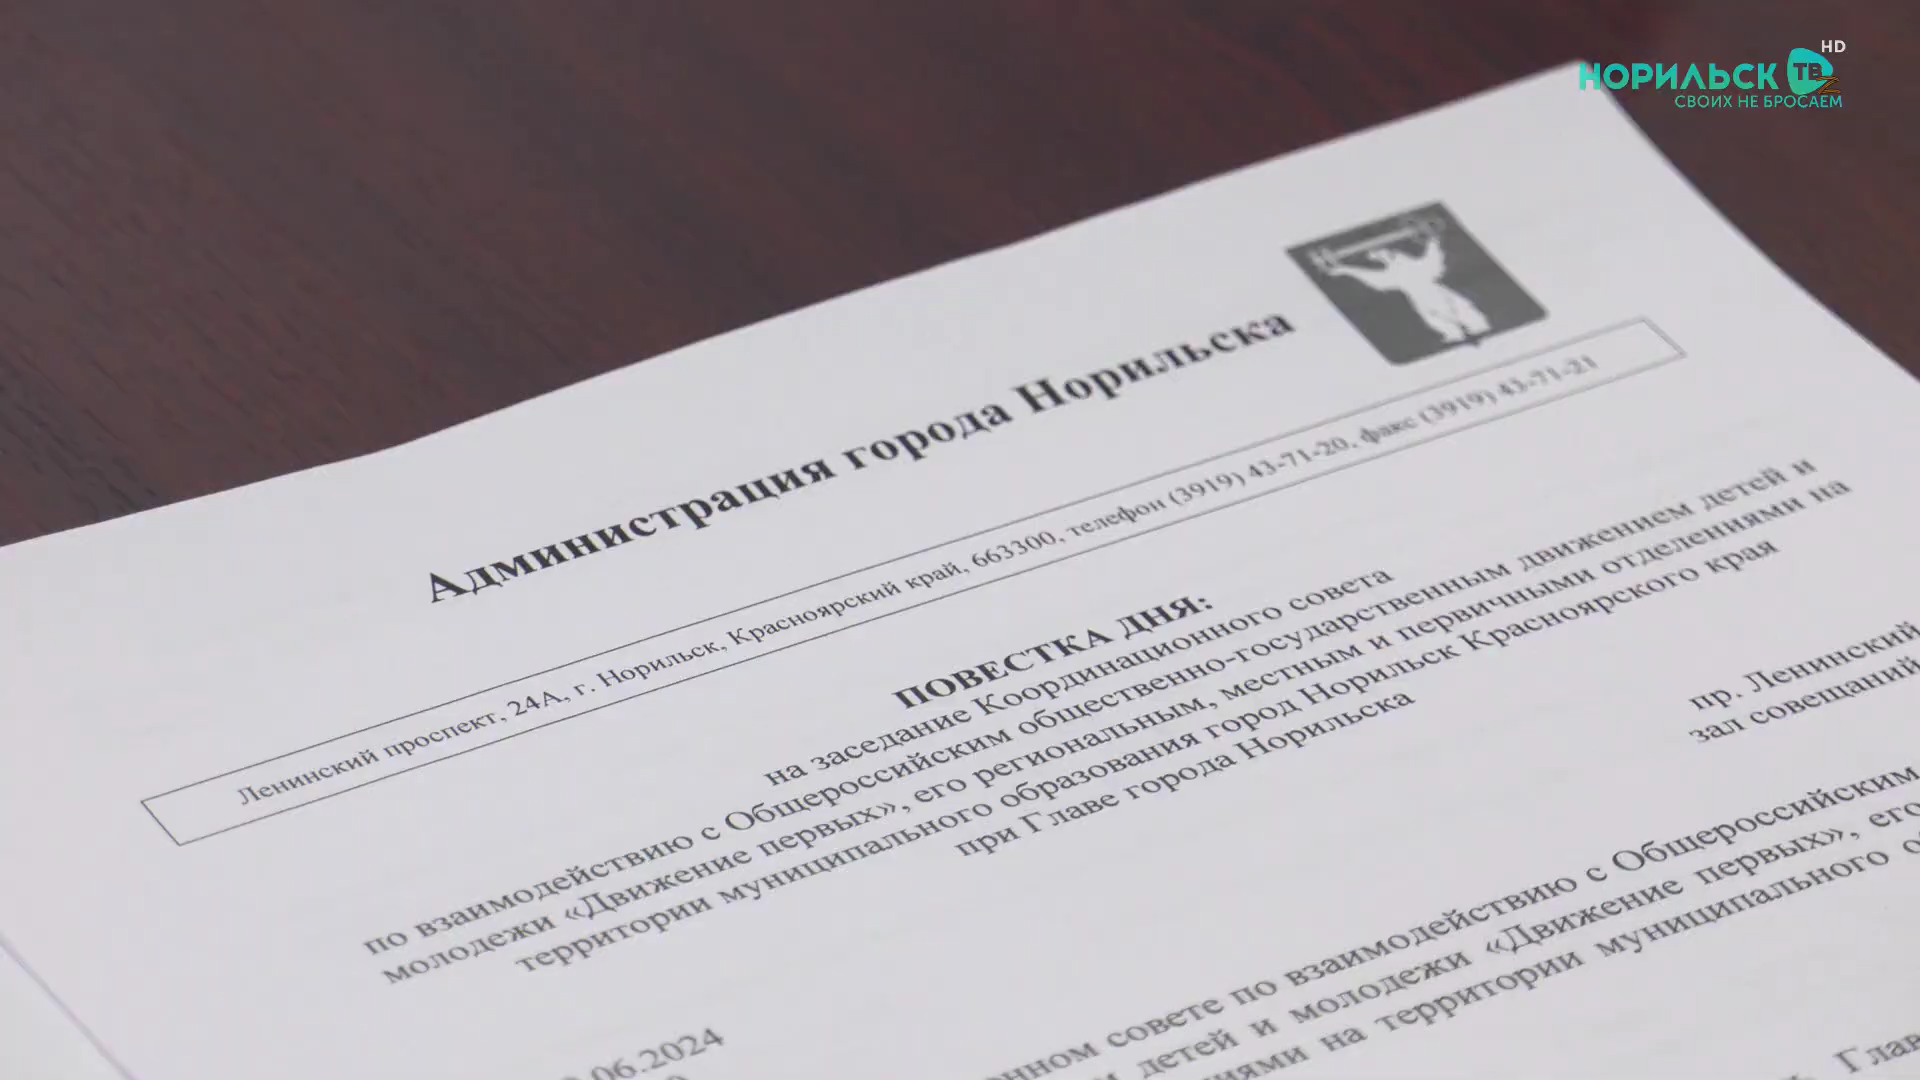 НОРИЛЬСК ТВ HD
СВОИХ НЕ БРОСАЕМ
Администрация города Норильска
Ленинский проспект, 24А, г. Норильск, Красноярский край, 663300, телефон (3919) 43-71-20, факс (3919) 43-71-21
ПОВЕСТКА ДНЯ:
на заседание Координационного совета
по взаимодействию с Общероссийским общественно-государственным движением детей и
молодежи «Движение первых», его региональным, местным и первичными отделениями на
территории муниципального образования город Норильск Красноярского края
при Главе города Норильска
пр. Ленинский
зал совещаний
.06.2024
совете по взаимодействию с Общероссийским
детей и молодежи «Движение первых», его
на территории муниципального